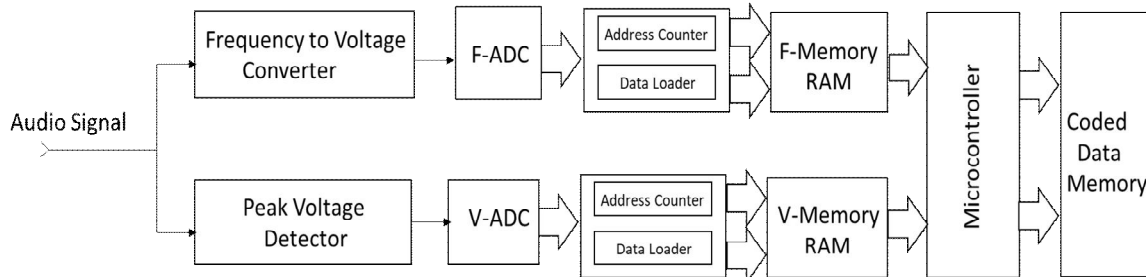 Audio Signal
Frequency to Voltage
Converter
F-ADC
Address Counter
Data Loader
F-Memory
RAM
Peak Voltage
Detector
V-ADC
Address Counter
Data Loader
V-Memory
RAM
Microcontroller
Coded
Data
Memory